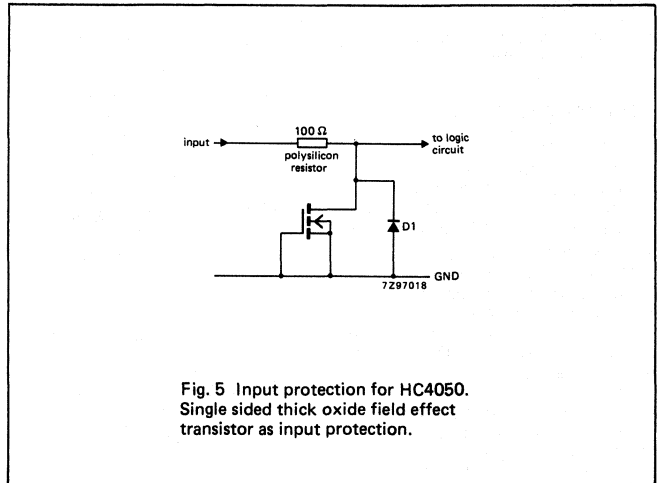 100 Ω
input
to logic
circuit
polysilicon
resistor
D1
GND
7Z97018
Fig. 5 Input protection for HC4050.
Single sided thick oxide field effect
transistor as input protection.